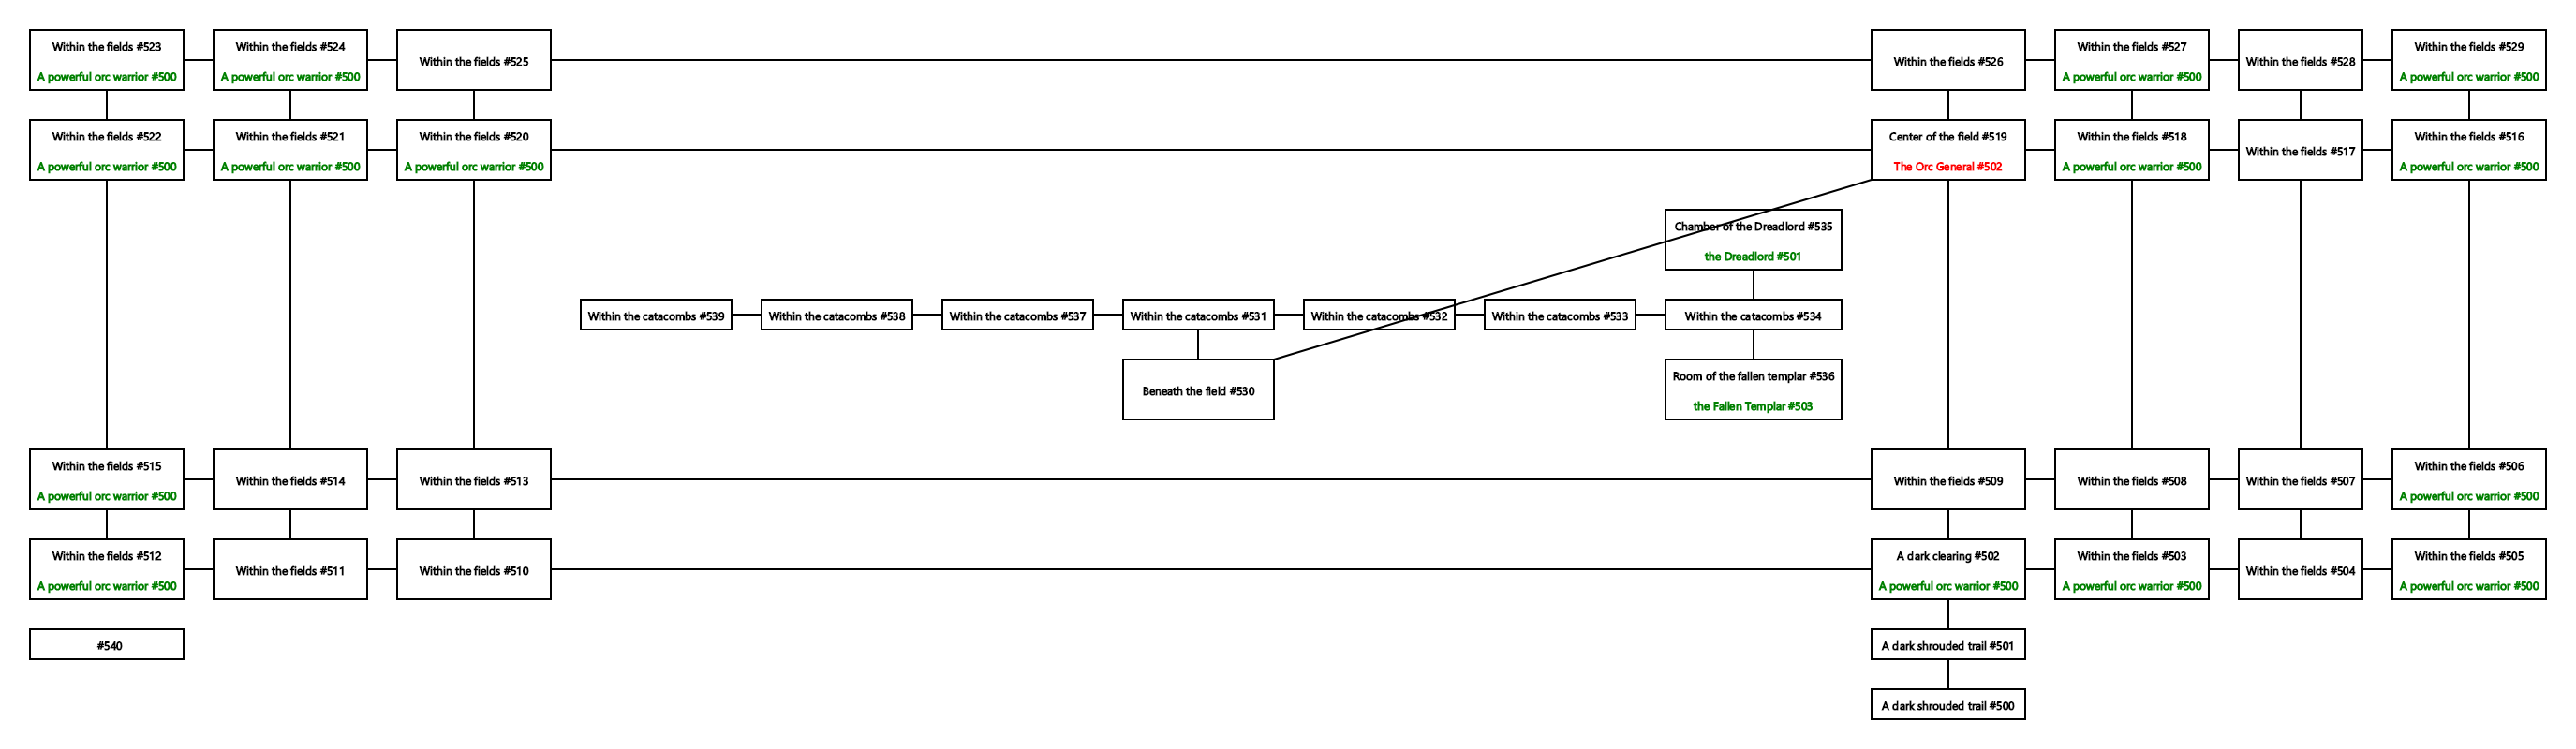 Within the fields #523
A powerful orc warrior #500
Within the fields #524
A powerful orc warrior #500
Within the fields #525
Within the fields #526
Within the fields #527
A powerful orc warrior #500
Within the fields #528
Within the fields #529
A powerful orc warrior #500
Within the fields #522
A powerful orc warrior #500
Within the fields #521
A powerful orc warrior #500
Within the fields #520
A powerful orc warrior #500
Center of the field #519
The Orc General #502
Within the fields #518
A powerful orc warrior #500
Within the fields #517
Within the fields #516
A powerful orc warrior #500
Chamber of the Dreadlord #535
the Dreadlord #501
Within the catacombs #539
Within the catacombs #538
Within the catacombs #537
Within the catacombs #531
Within the catacombs #532
Within the catacombs #533
Within the catacombs #534
Beneath the field #530
Room of the fallen templar #536
the Fallen Templar #503
Within the fields #515
A powerful orc warrior #500
Within the fields #514
Within the fields #513
Within the fields #509
Within the fields #508
Within the fields #507
Within the fields #506
A powerful orc warrior #500
Within the fields #512
A powerful orc warrior #500
Within the fields #511
Within the fields #510
A dark clearing #502
A powerful orc warrior #500
Within the fields #503
A powerful orc warrior #500
Within the fields #504
Within the fields #505
A powerful orc warrior #500
#540
A dark shrouded trail #501
A dark shrouded trail #500